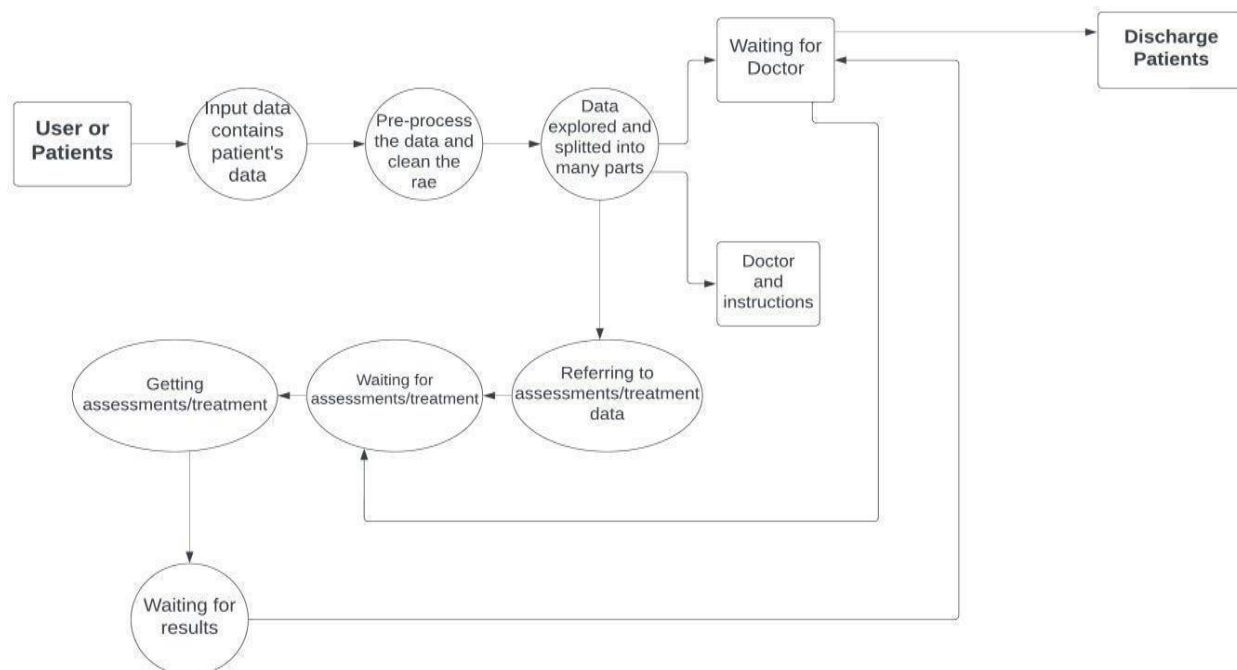 User or
Patients
Input data
contains
patient's
data
Pre-process
the data and
clean the
rae
Data
explored and
splitted into
many parts
Waiting for
Doctor
Discharge
Patients
Doctor
and
instructions
Referring to
assessments/treatment
data
Waiting for
assessments/treatment
Getting
assessments/treatment
Waiting for
results